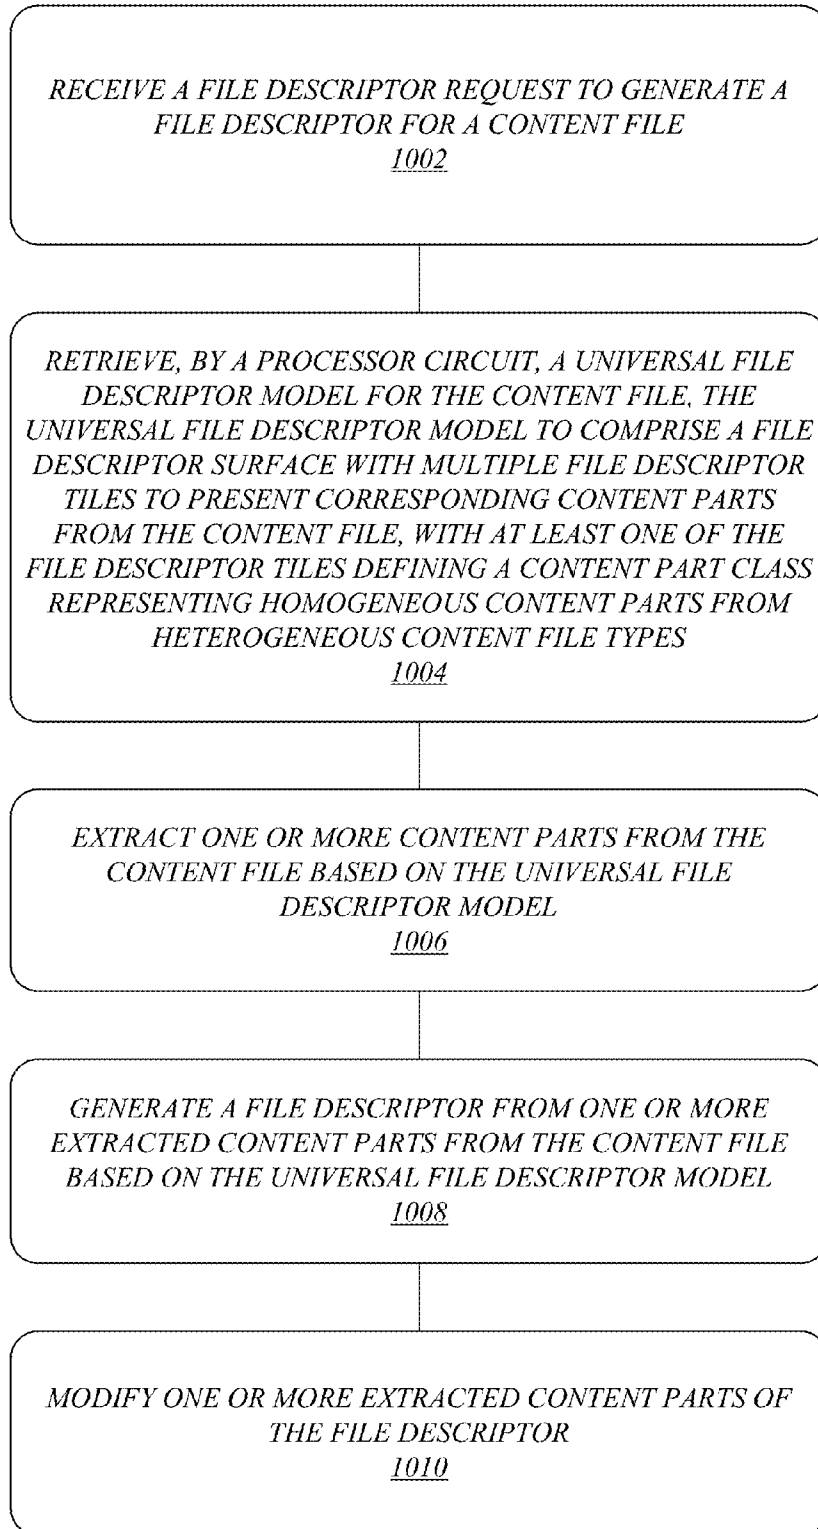 RECEIVE A FILE DESCRIPTOR REQUEST TO GENERATE A
FILE DESCRIPTOR FOR A CONTENT FILE
1002
RETRIEVE, BY A PROCESSOR CIRCUIT, A UNIVERSAL FILE
DESCRIPTOR MODEL FOR THE CONTENT FILE, THE
UNIVERSAL FILE DESCRIPTOR MODEL TO COMPRISE A FILE
DESCRIPTOR SURFACE WITH MULTIPLE FILE DESCRIPTOR
TILES TO PRESENT CORRESPONDING CONTENT PARTS
FROM THE CONTENT FILE, WITH AT LEAST ONE OF THE
FILE DESCRIPTOR TILES DEFINING A CONTENT PART CLASS
REPRESENTING HOMOGENEOUS CONTENT PARTS FROM
HETEROGENEOUS CONTENT FILE TYPES
1004
EXTRACT ONE OR MORE CONTENT PARTS FROM THE
CONTENT FILE BASED ON THE UNIVERSAL FILE
DESCRIPTOR MODEL
1006
GENERATE A FILE DESCRIPTOR FROM ONE OR MORE
EXTRACTED CONTENT PARTS FROM THE CONTENT FILE
BASED ON THE UNIVERSAL FILE DESCRIPTOR MODEL
1008
MODIFY ONE OR MORE EXTRACTED CONTENT PARTS OF
THE FILE DESCRIPTOR
1010